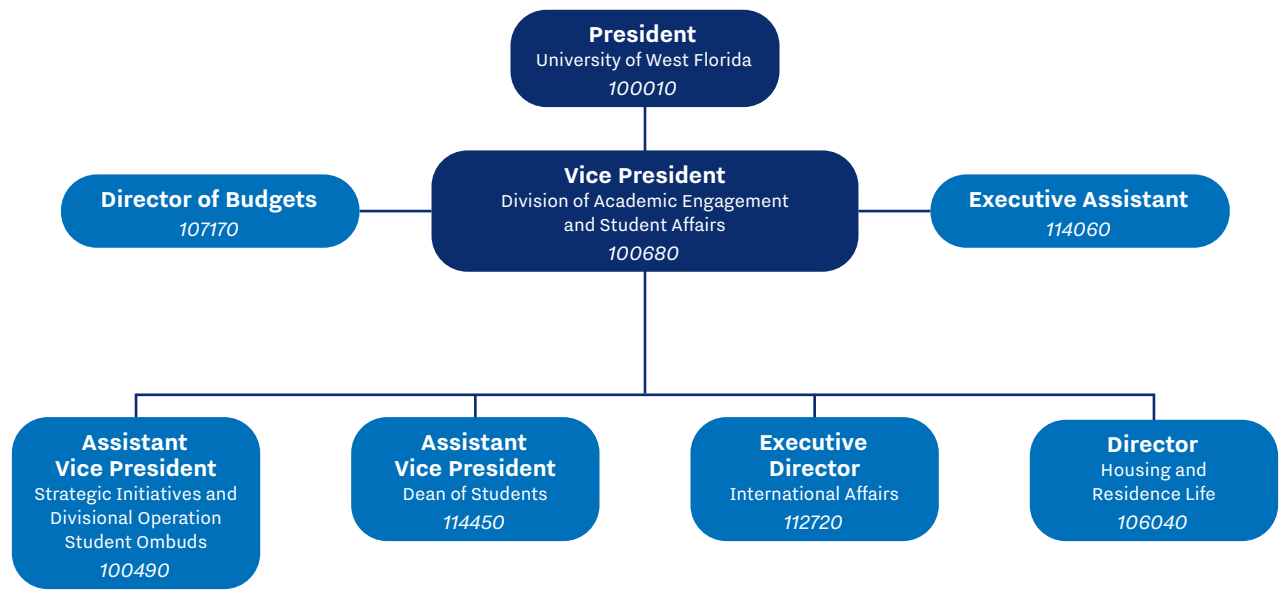 President
University of West Florida
100010
Vice President
Division of Academic Engagement
and Student Affairs
100680
Director of Budgets
107170
Executive Assistant
114060
Assistant
Vice President
Strategic Initiatives and
Divisional Operation
Student Ombuds
100490
Assistant
Vice President
Dean of Students
114450
Executive
Director
International Affairs
112720
Director
Housing and
Residence Life
106040